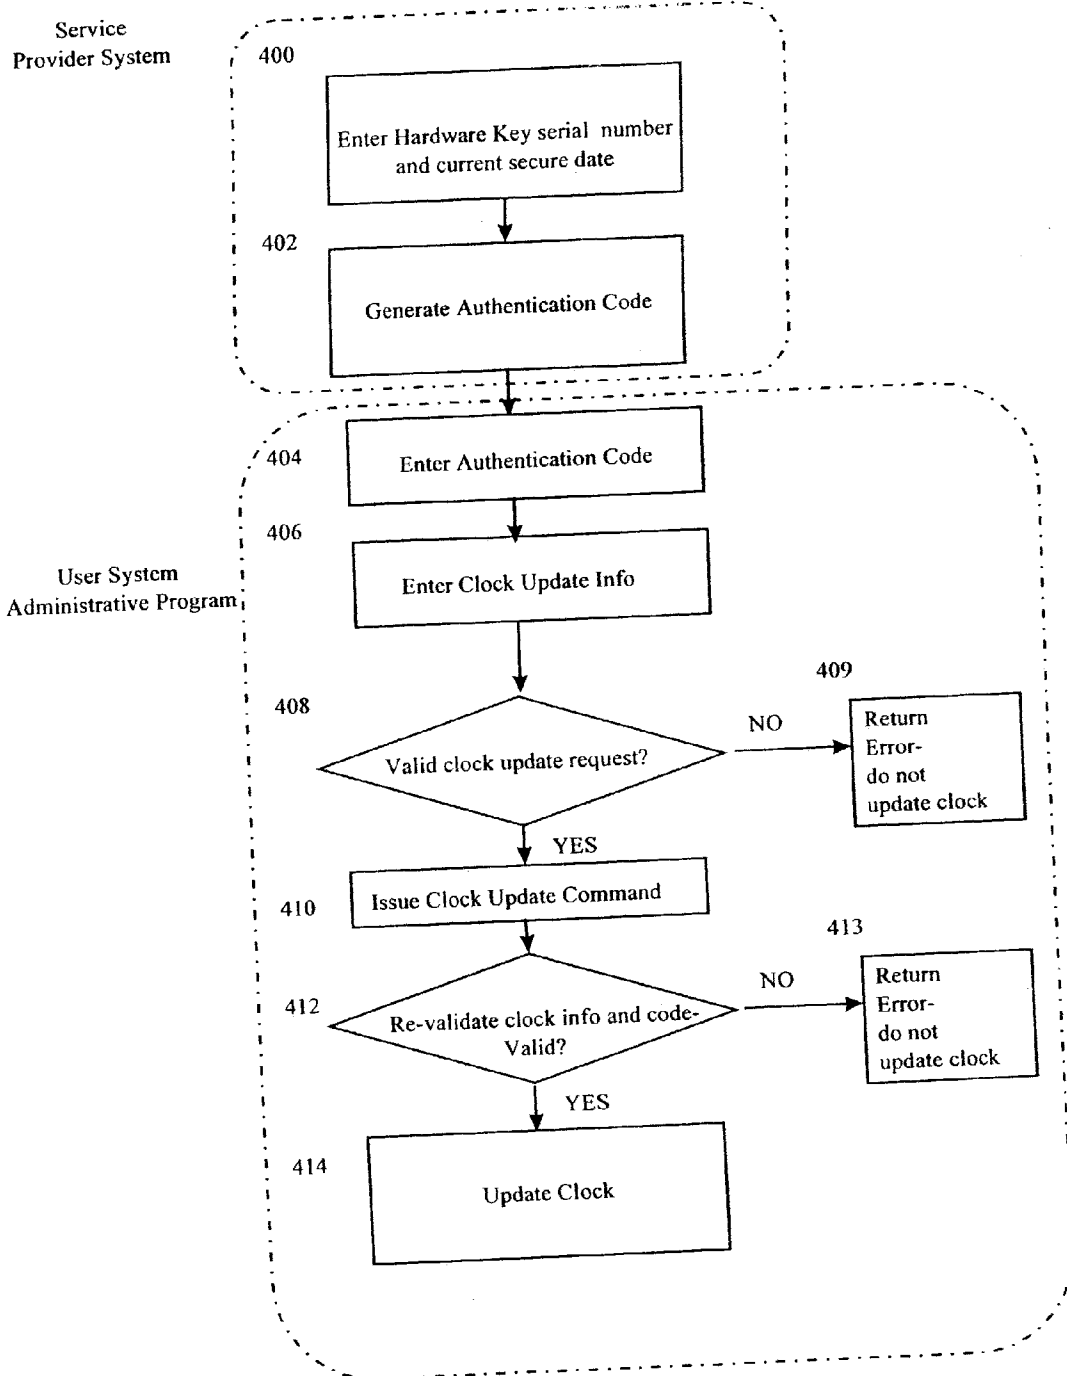 Service
Provider System
400
Enter Hardware Key serial number
and current secure date
402
Generate Authentication Code
404
Enter Authentication Code
406
Enter Clock Update Info
User System
Administrative Program
408
Valid clock update request?
NO
409
Return
Error-
do not
update clock
YES
410
Issue Clock Update Command
412
Re-validate clock info and code-
Valid?
NO
413
Return
Error-
do not
update clock
YES
414
Update Clock